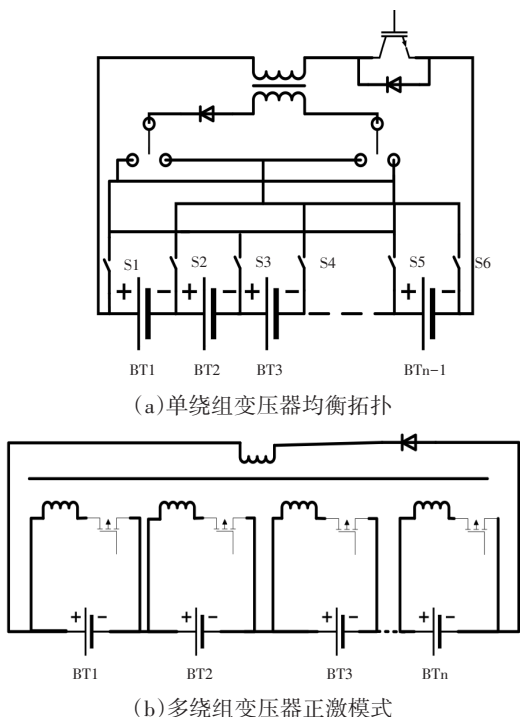 S1 S2 S3 S4 S5 S6
+ - + - + - + -
BT1 BT2 BT3 BTn-1
(a)单绕组变压器均衡拓扑
+ - + - + - + -
BT1 BT2 BT3 BTn
(b)多绕组变压器正激模式